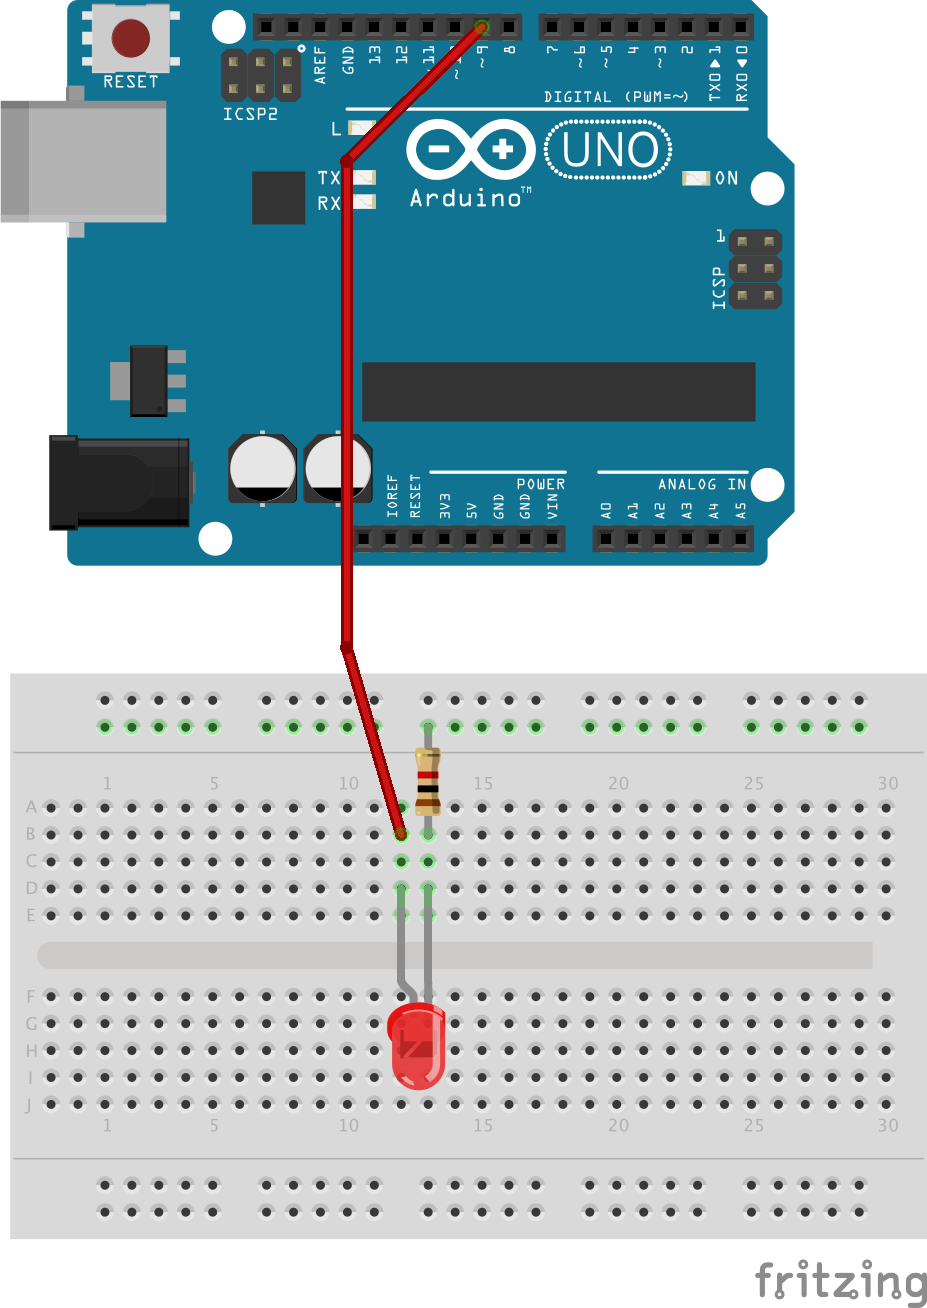 RESET
ICSP2
AREF
GND
13
12
~11
~9
8
7
~6
~5
4
~3
2
TX0▶1
RX0◀0
DIGITAL (PWM=~)
L
TX
RX
Arduino™
UNO
ON
1
ICSP
IOREF
RESET
3V3
5V
GND
GND
VIN
POWER
ANALOG IN
A0
A1
A2
A3
A4
A5
1 5 10 15 20 25 30
A
B
C
D
E
F
G
H
I
J
1 5 10 15 20 25 30
fritzing